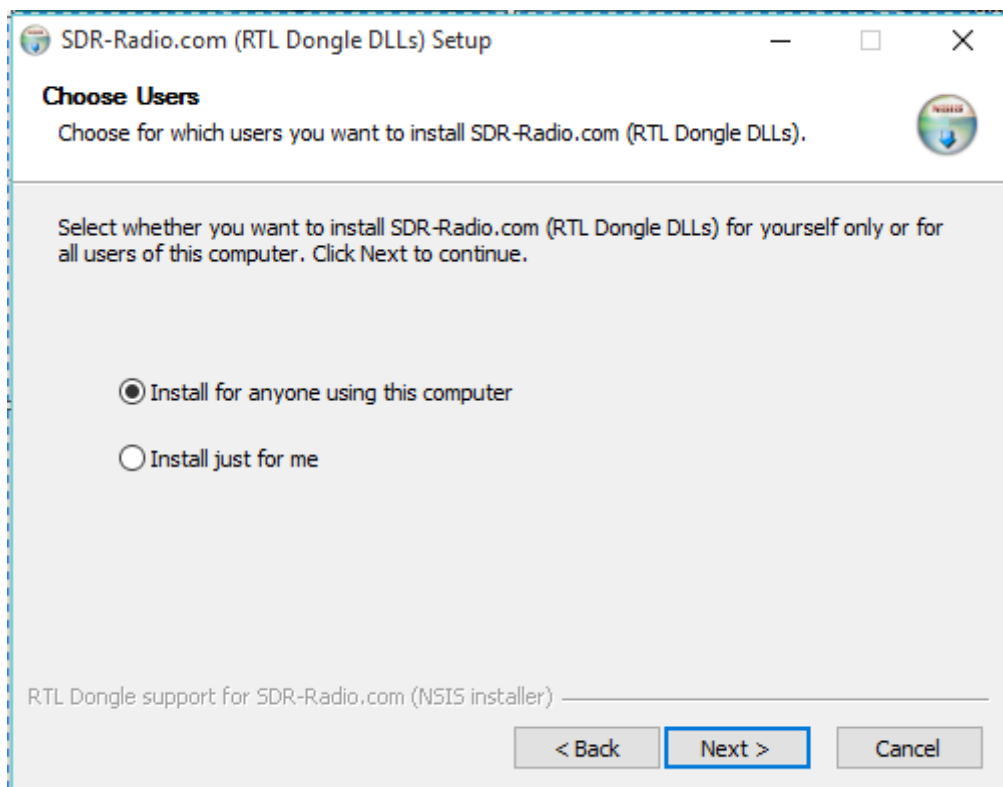 SDR-Radio.com (RTL Dongle DLLs) Setup
Choose Users
Choose for which users you want to install SDR-Radio.com (RTL Dongle DLLs).
NSIS
Select whether you want to install SDR-Radio.com (RTL Dongle DLLs) for yourself only or for
all users of this computer. Click Next to continue.
Install for anyone using this computer
Install just for me
RTL Dongle support for SDR-Radio.com (NSIS installer)
< Back
Next >
Cancel